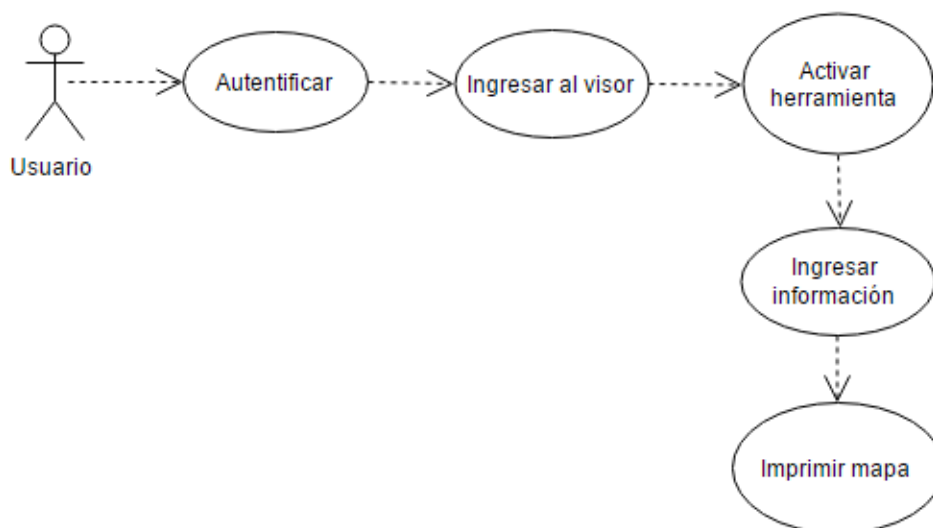 Usuario
Autentificar
Ingresar al visor
Activar
herramienta
Ingresar
información
Imprimir mapa